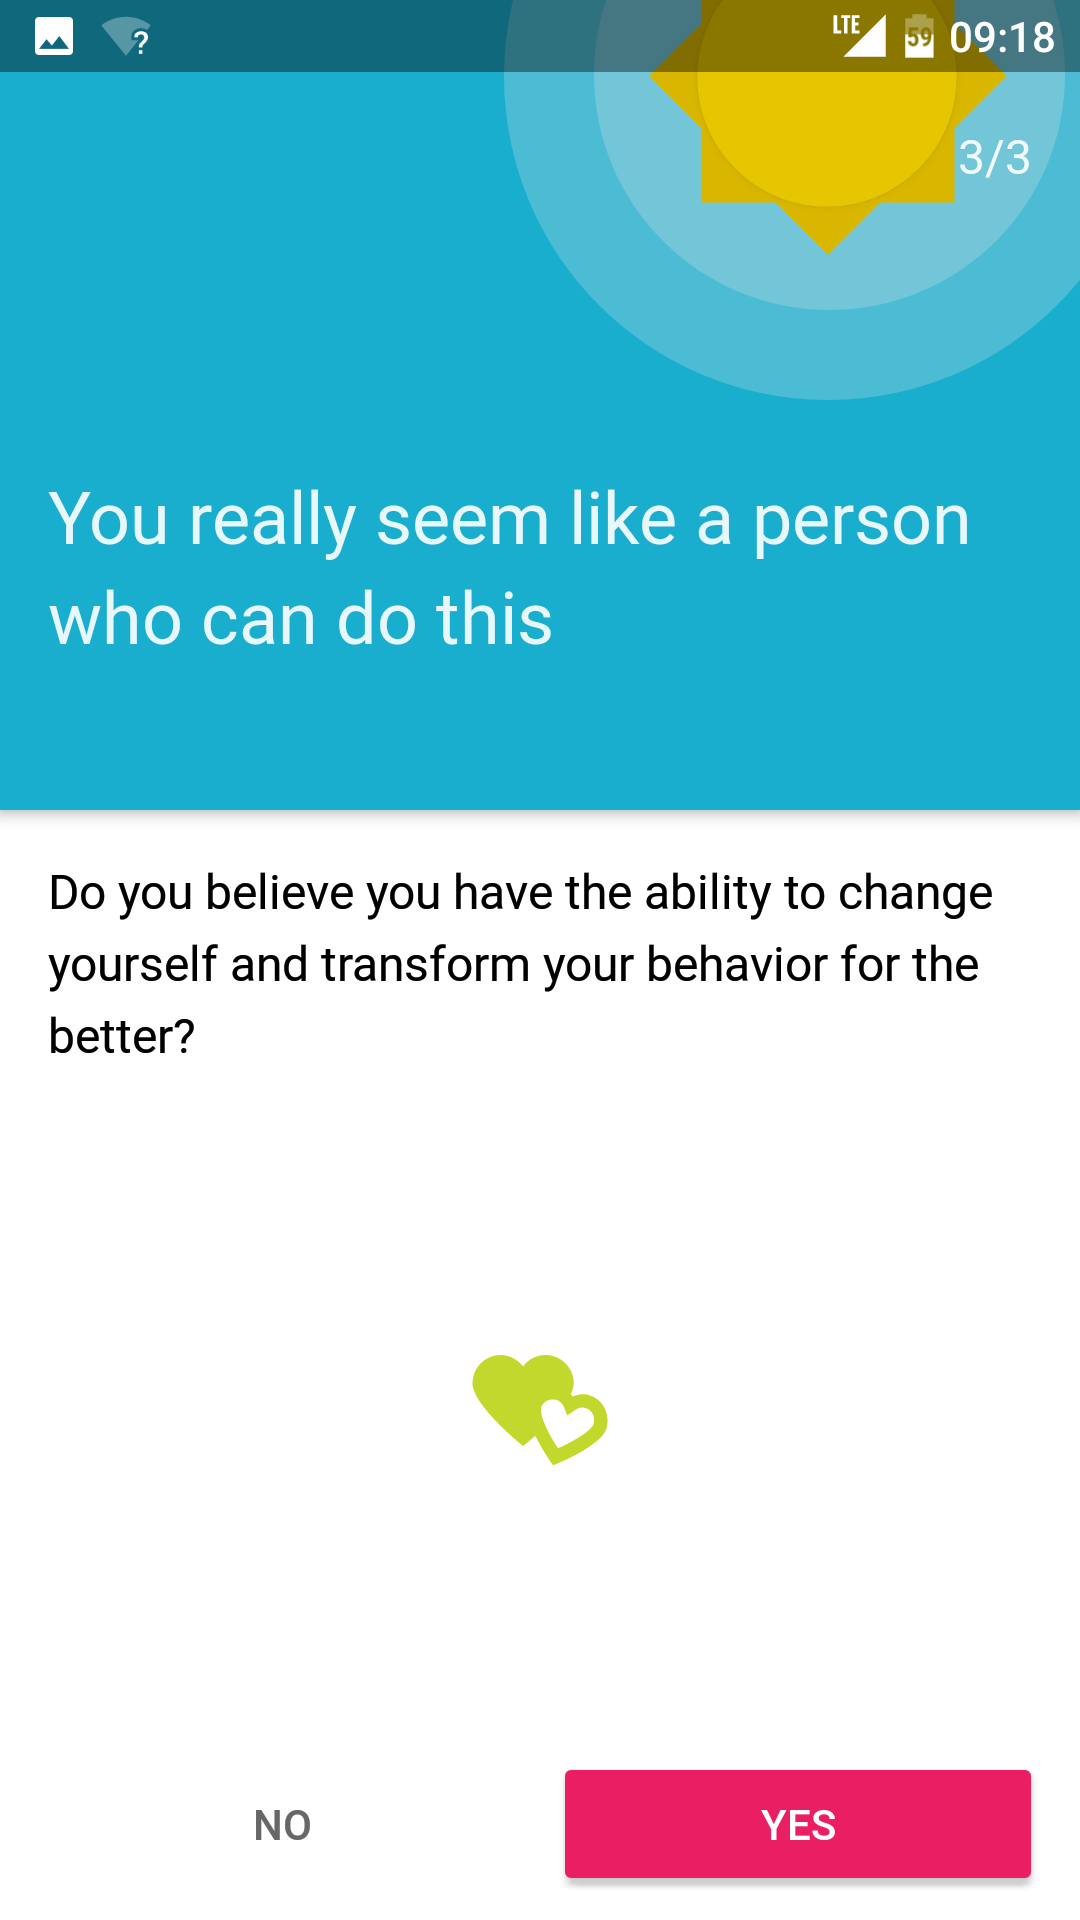 LTE 59 09:18
3/3
You really seem like a person
who can do this
Do you believe you have the ability to change
yourself and transform your behavior for the
better?
NO YES